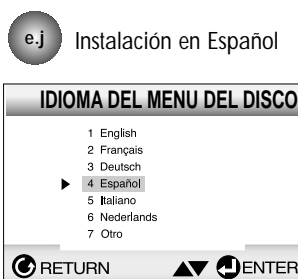 e.j Instalación en Español
IDIOMA DEL MENU DEL DISCO
1 English
2 Français
3 Deutsch
4 Español
5 Italiano
6 Nederlands
7 Otro
RETURN ENTER